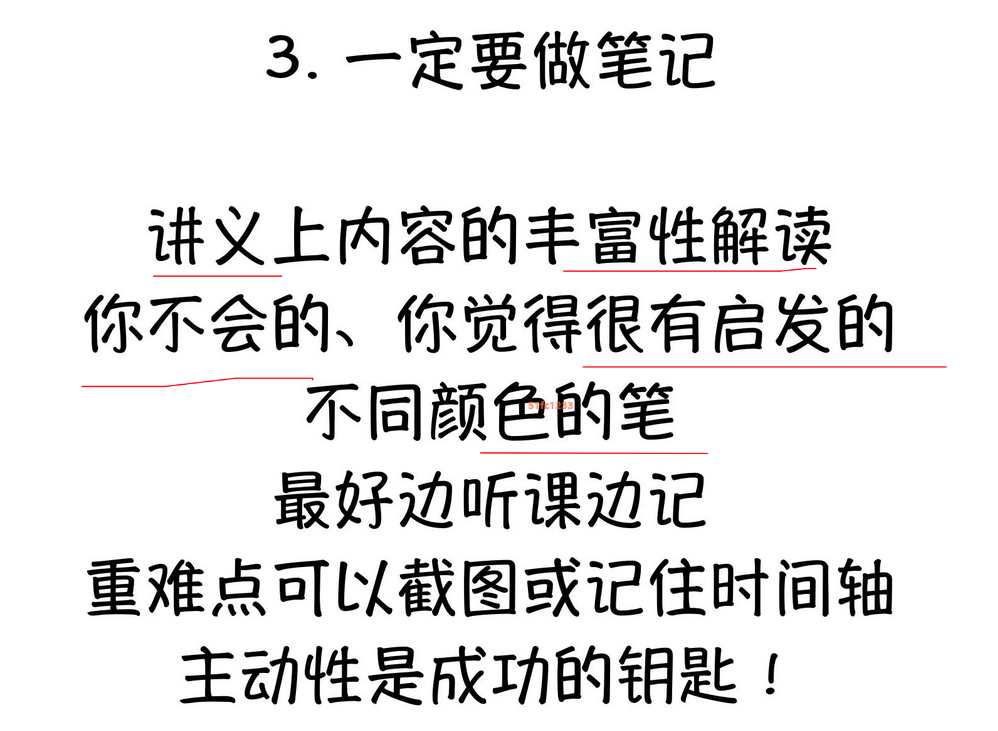 3. 一定要做笔记
讲义上内容的丰富性解读
你不会的、你觉得很有启发的
不同颜色的笔
最好边听课边记
重难点可以截图或记住时间轴
主动性是成功的钥匙！